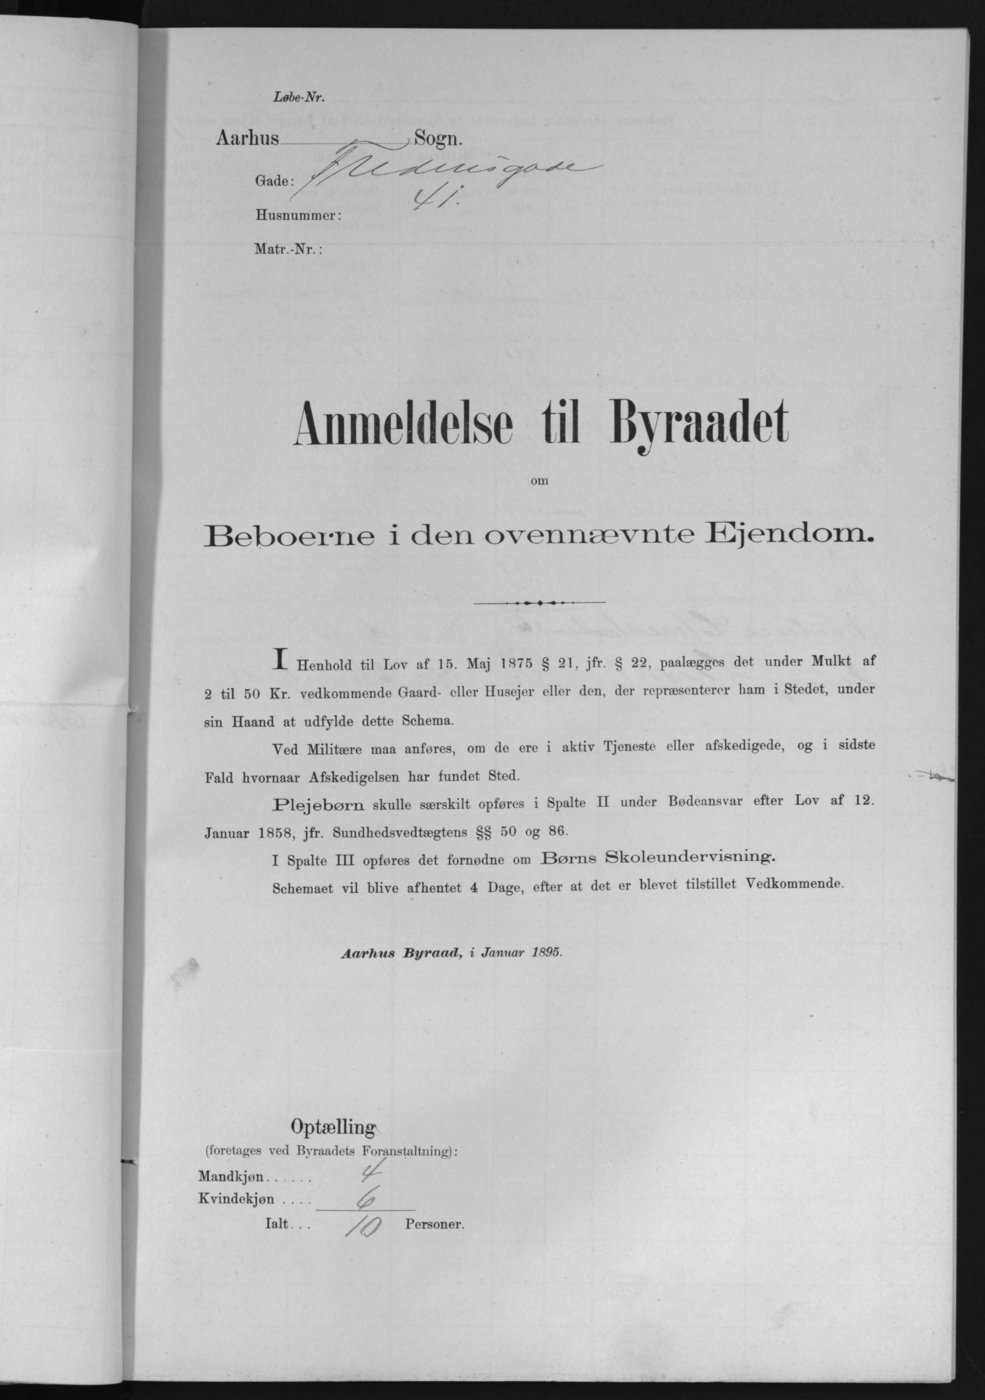 Løbe-Nr.
Aarhus Sogn.
Gade: Frederiksgade
Husnummer: 41.
Matr.-Nr.:
Anmeldelse til Byraadet
om
Beboerne i den ovennævnte Ejendom.
I Henhold til Lov af 15. Maj 1875 § 21, jfr. § 22, paalægges det under Mulkt af
2 til 50 Kr. vedkommende Gaard- eller Husejer eller den, der repræsenterer ham i Stedet, under
sin Haand at udfylde dette Schema.
Ved Militære maa anføres, om de ere i aktiv Tjeneste eller afskedigede, og i sidste
Fald hvornaar Afskedigelsen har fundet Sted.
Plejebørn skulle særskilt opføres i Spalte II under Bødeansvar efter Lov af 12.
Januar 1858, jfr. Sundhedsvedtægtens §§ 50 og 86.
I Spalte III opføres det fornødne om Børns Skoleundervisning.
Schemaet vil blive afhentet 4 Dage, efter at det er blevet tilstillet Vedkommende.
Aarhus Byraad, i Januar 1895.
Optælling
(foretages ved Byraadets Foranstaltning):
Mandkjøn...... 4
Kvindekjøn .... 6
Ialt... 10 Personer.